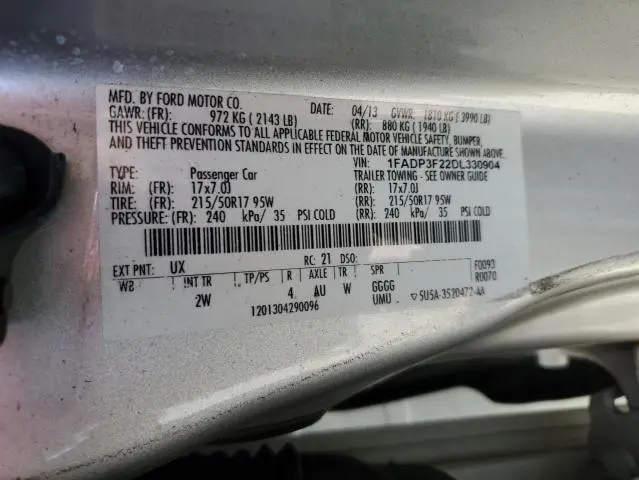 MFD. BY FORD MOTOR CO. DATE: 04/13 GVWR: 1810 KG ( 3990 LB)
GAWR: (FR): 972 KG ( 2143 LB) (RR): 880 KG ( 1940 LB)
THIS VEHICLE CONFORMS TO ALL APPLICABLE FEDERAL MOTOR VEHICLE SAFETY, BUMPER,
AND THEFT PREVENTION STANDARDS IN EFFECT ON THE DATE OF MANUFACTURE SHOWN ABOVE.
VIN: 1FADP3F22DL330904
TYPE: Passenger Car TRAILER TOWING - SEE OWNER GUIDE
RIM: (FR): 17x7.0J (RR): 17x7.0J
TIRE: (FR): 215/50R17 95W (RR): 215/50R17 95W
PRESSURE: (FR): 240 kPa/ 35 PSI COLD (RR): 240 kPa/ 35 PSI COLD
EXT PNT: UX RC: 21 DSO: F0093
R0070
WB INT TR TP/PS R AXLE TR SPR
2W 4 AU W GGGG
UMU ▽5U5A-3520472-AA
1201304290096